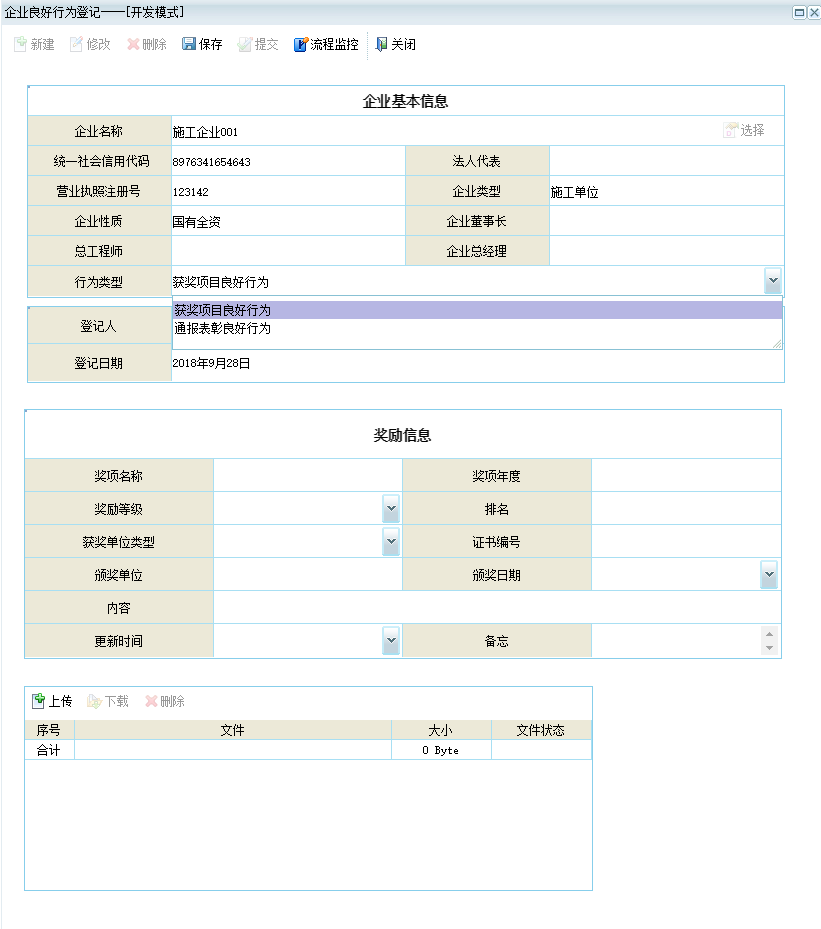 企业良好行为登记——[开发模式]
新建 修改 删除 保存 提交 流程监控 关闭
企业基本信息
企业名称 施工企业001 选择
统一社会信用代码 8976341654643 法人代表
营业执照注册号 123142 企业类型 施工单位
企业性质 国有全资 企业董事长
总工程师 企业总经理
行为类型 获奖项目良好行为
获奖项目良好行为
登记人 通报表彰良好行为
登记日期 2018年9月28日
奖励信息
奖项名称 奖项年度
奖励等级 排名
获奖单位类型 证书编号
颁奖单位 颁奖日期
内容
更新时间 备忘
上传 下载 删除
序号 文件 大小 文件状态
合计 0 Byte